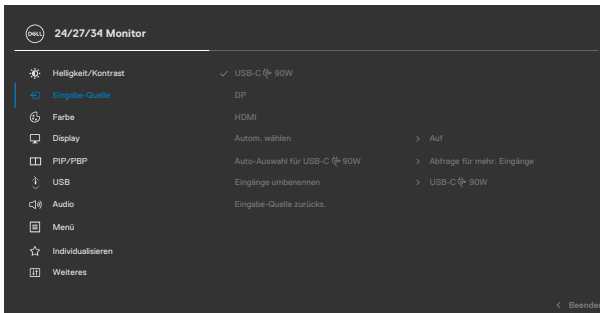 DELL 24/27/34 Monitor
Helligkeit/Kontrast ✓ USB-C 90W
Eingabe-Quelle DP
Farbe HDMI
Display Autom. wählen > Auf
PIP/PBP Auto-Auswahl für USB-C 90W > Abfrage für mehr. Eingänge
USB Eingänge umbenennen > USB-C 90W
Audio Eingabe-Quelle zurücks.
Menü
Individualisieren
Weiteres
< Beenden